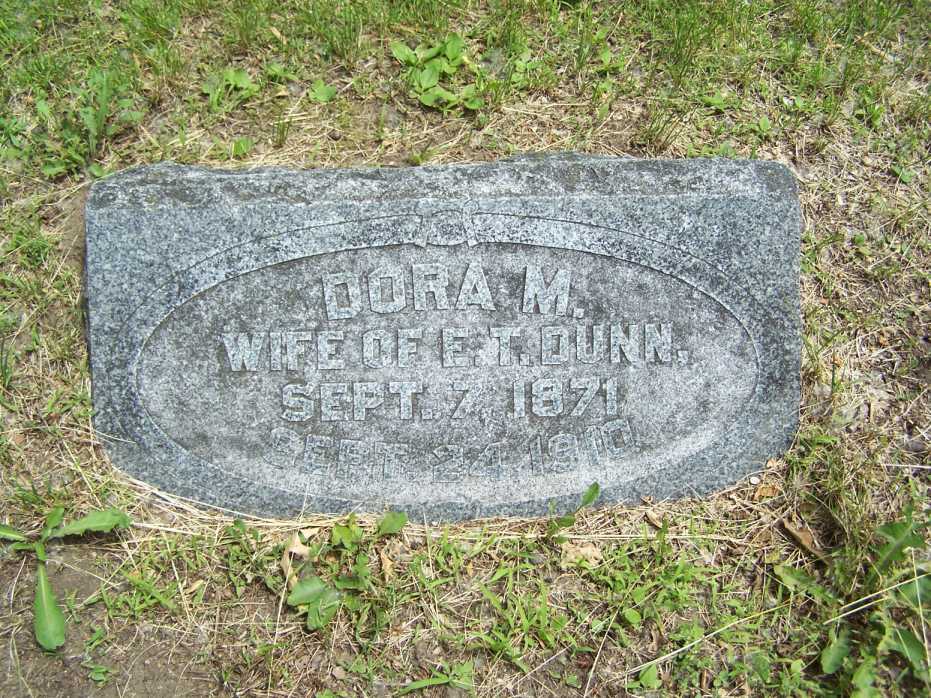 DORA M.
WIFE OF E. T. DUNN.
SEPT. 7, 1871
SEPT. 24, 1910